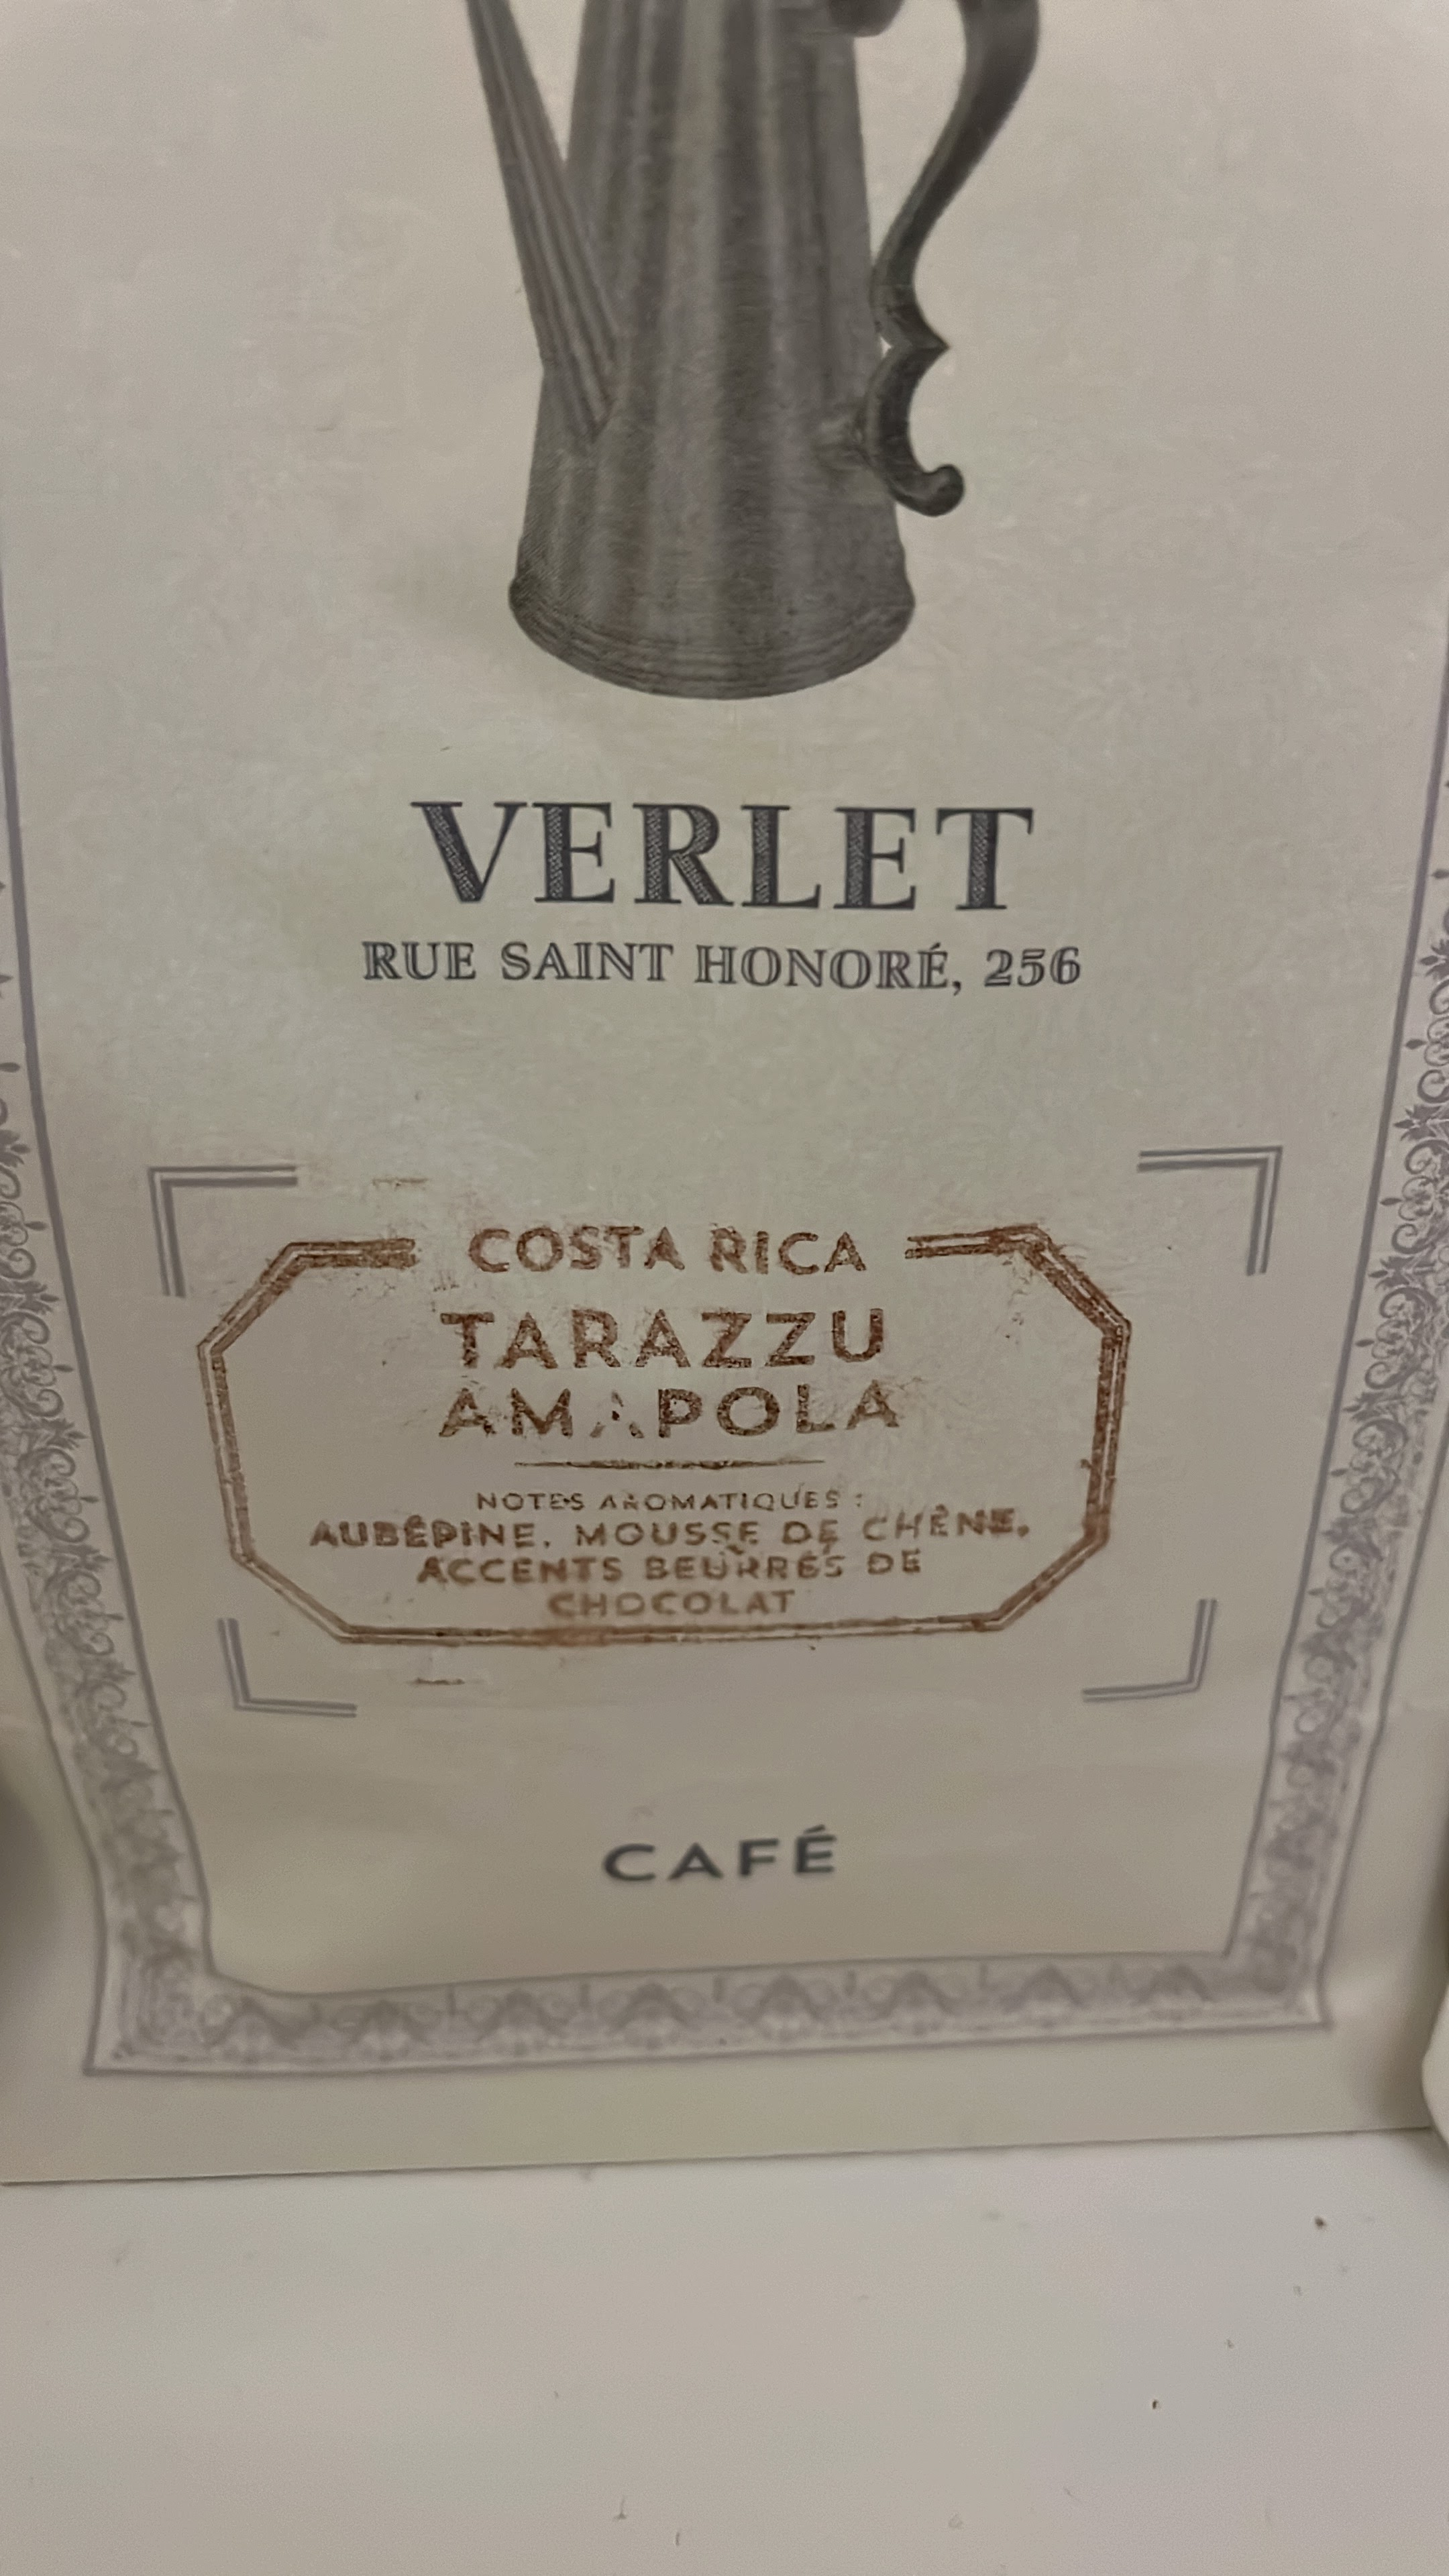 VERLET
RUE SAINT HONORÉ, 256
COSTA RICA
TARAZZU
AMAPOLA
NOTES AROMATIQUES :
AUBÉPINE, MOUSSE DE CHÊNE,
ACCENTS BEURRÉS DE
CHOCOLAT
CAFÉ